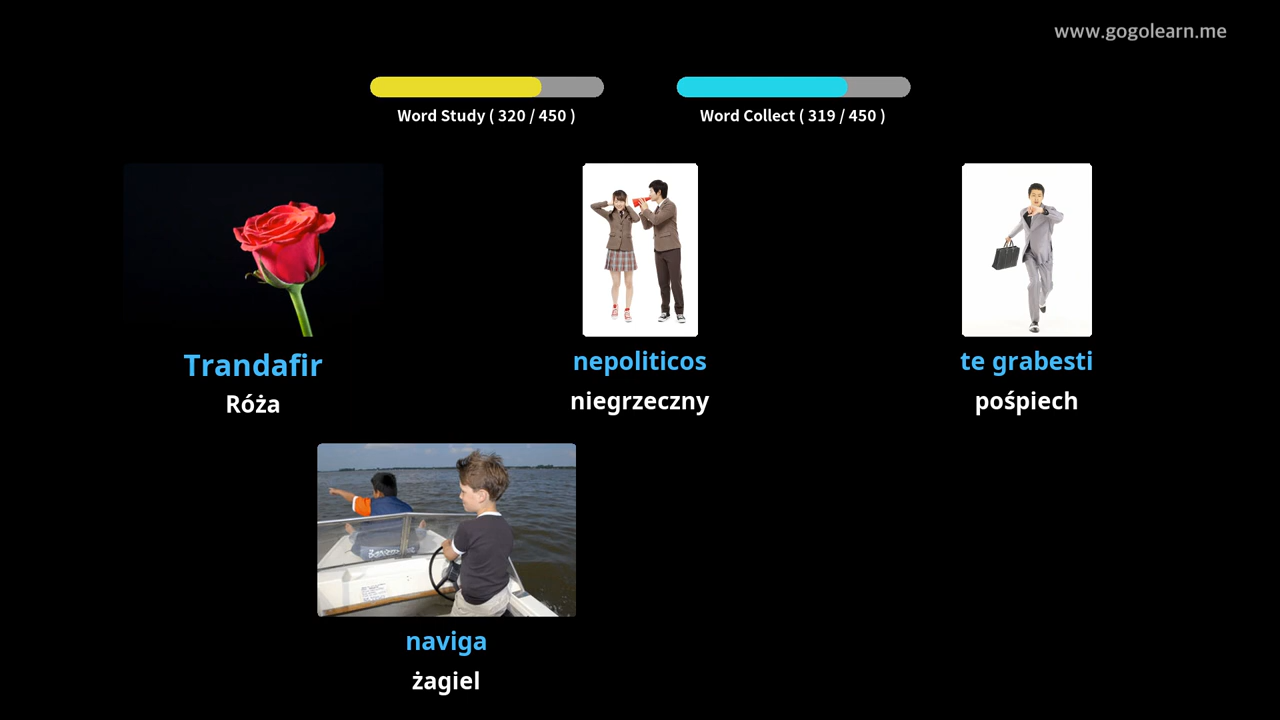 www.gogolearn.me
Word Study ( 320 / 450 )
Word Collect ( 319 / 450 )
Trandafir
Róża
nepoliticos
niegrzeczny
te grabesti
pośpiech
naviga
żagiel